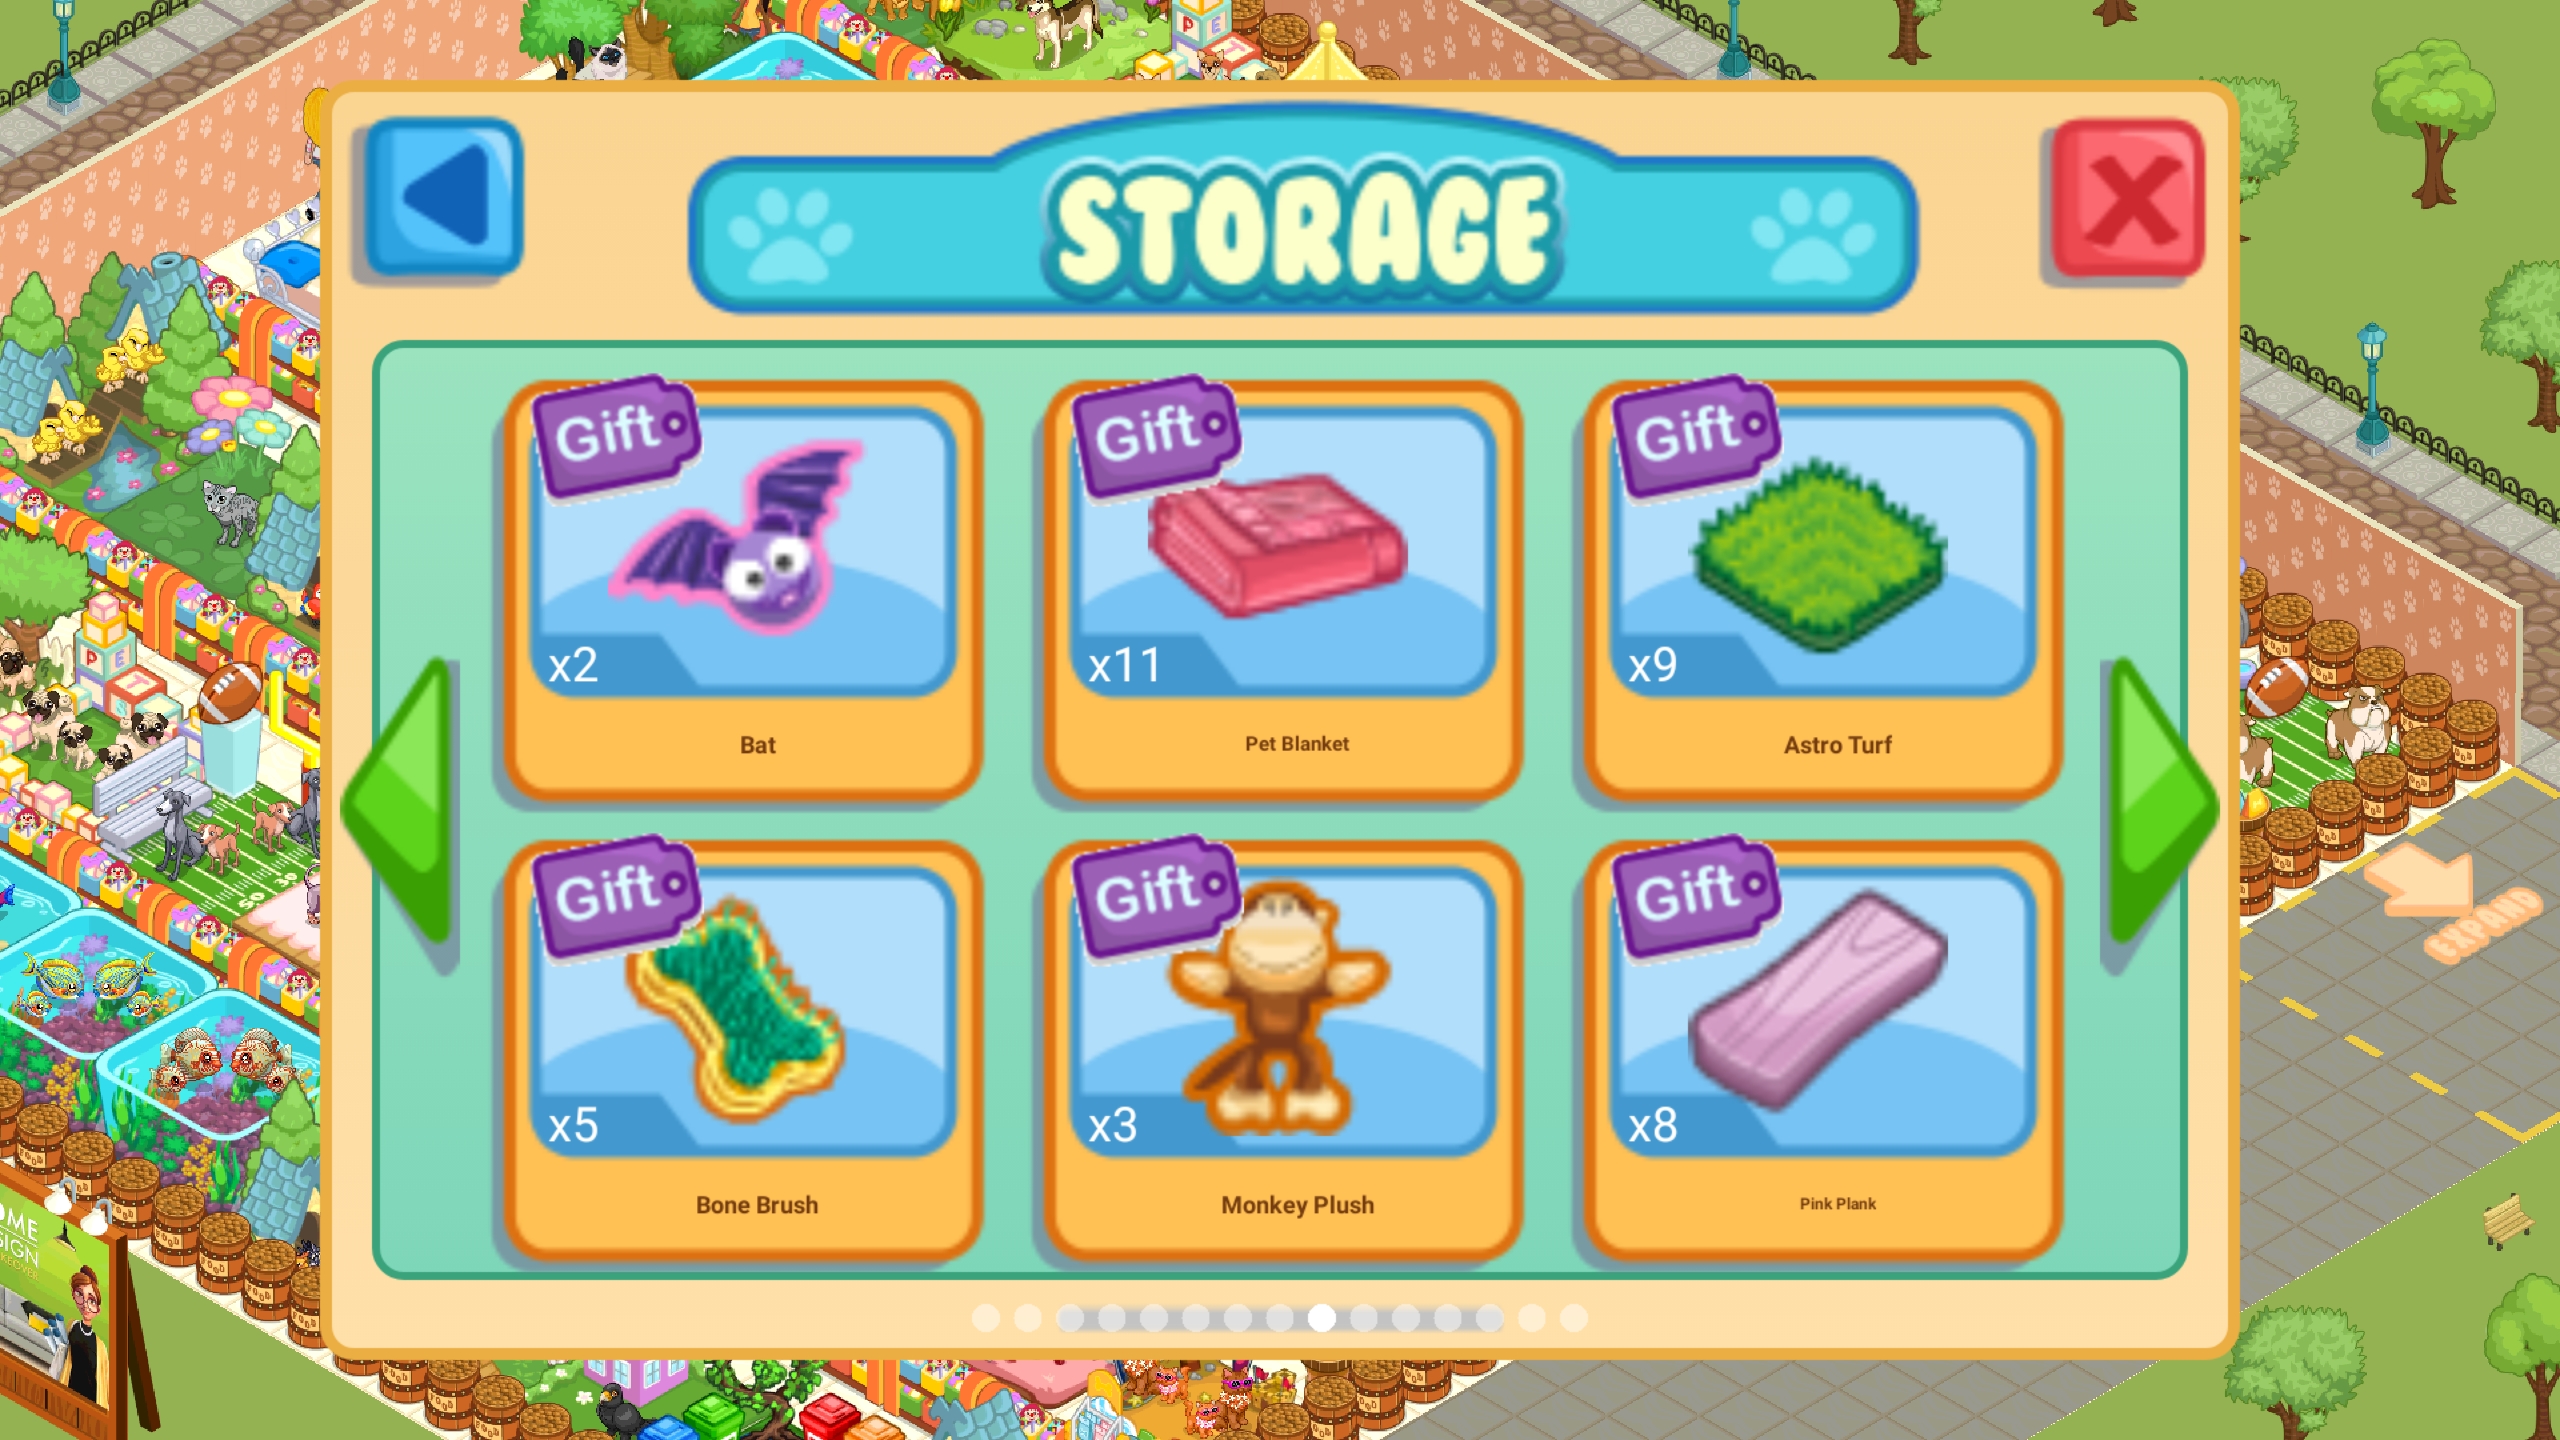 STORAGE
Gift
x2
Bat
Gift
x11
Pet Blanket
Gift
x9
Astro Turf
Gift
x5
Bone Brush
Gift
x3
Monkey Plush
Gift
x8
Pink Plank
EXPAND